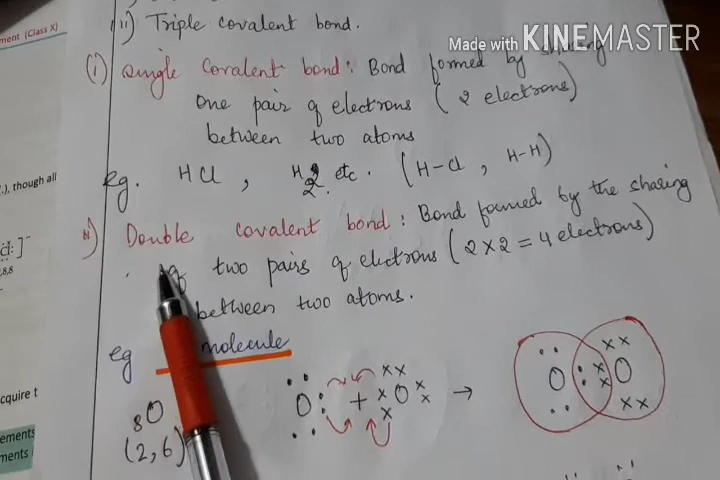 iii) Triple covalent bond.
Made with KINEMASTER
ment (Class X)
(i) single covalent bond: Bond formed by sharing
one pair of electrons (2 electrons)
between two atoms
.), though all
eg. HCl, H2 etc. (H-Cl, H-H)
ii) Double covalent bond: Bond formed by the sharing
of two pairs of electrons (2×2=4 electrons)
between two atoms.
eg molecule
O + O → O O
8O
(2,6)
cquire t
ements
ments